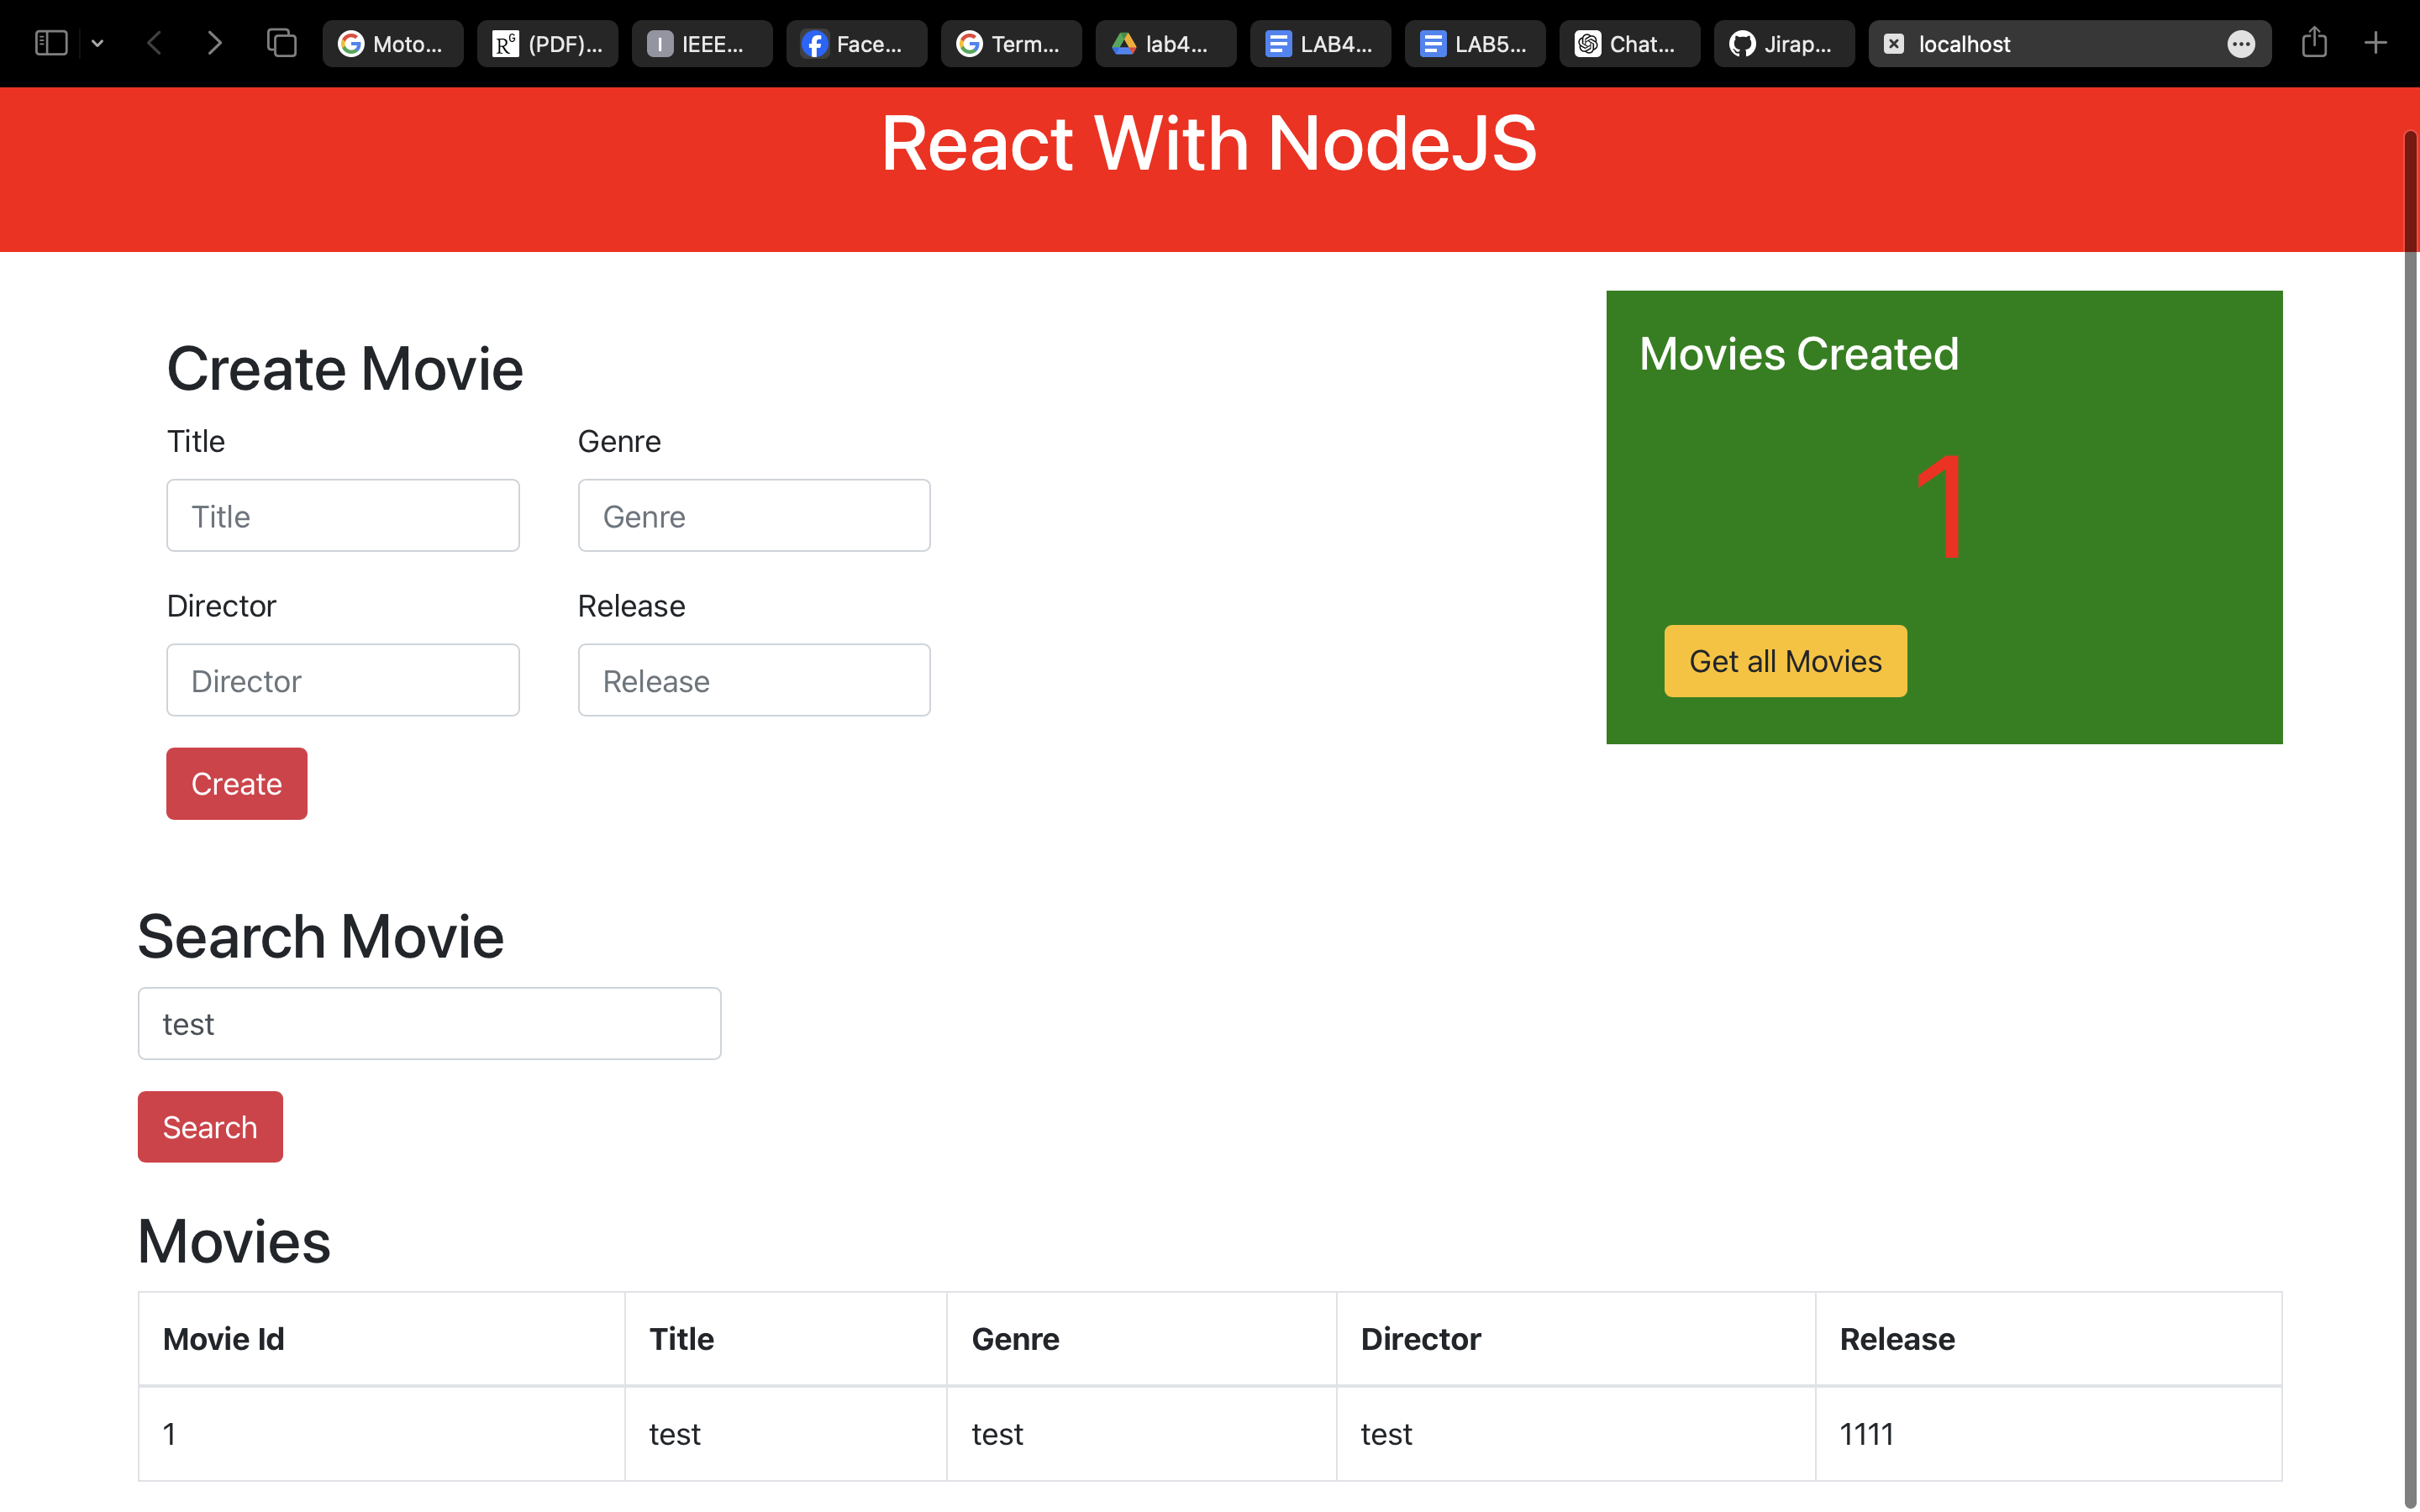 Moto... (PDF)... IEEE... Face... Term... lab4... LAB4... LAB5... Chat... Jirap... localhost
React With NodeJS
Create Movie
Title Genre
Title Genre
Director Release
Director Release
Create
Movies Created
1
Get all Movies
Search Movie
test
Search
Movies
Movie Id Title Genre Director Release
1 test test test 1111